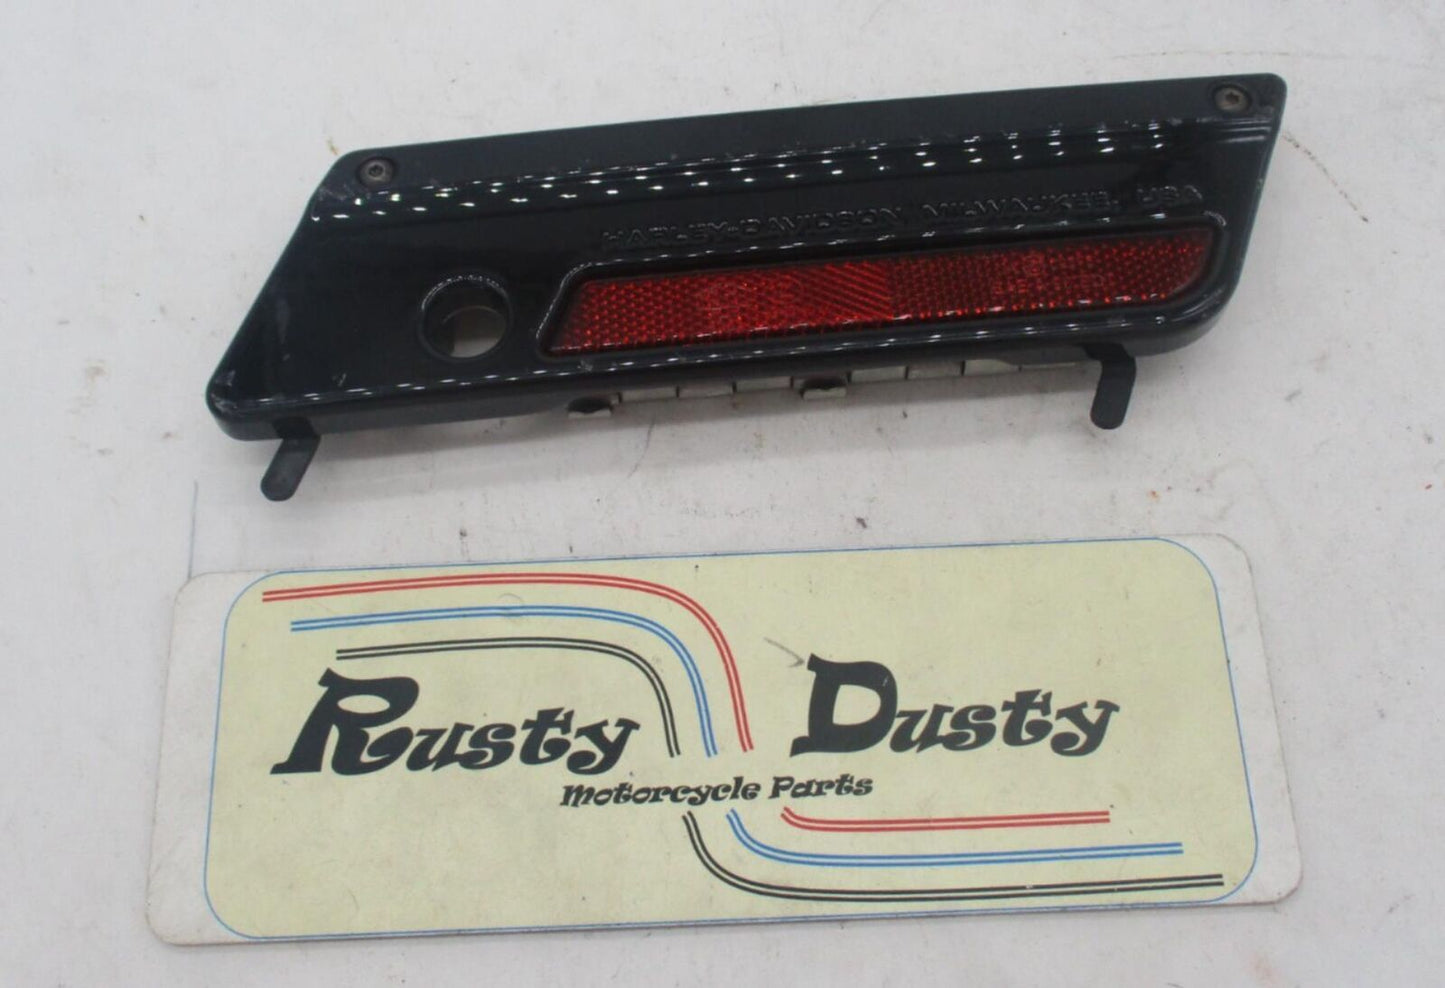 HARLEY-DAVIDSON, MILWAUKEE, USA
Rusty Dusty
Motorcycle Parts